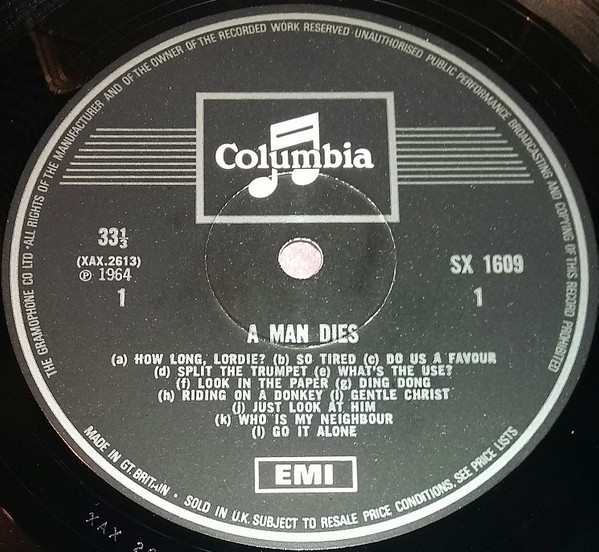 THE GRAMOPHONE CO LTD · ALL RIGHTS OF THE MANUFACTURER AND OF THE OWNER OF THE RECORDED WORK RESERVED · UNAUTHORISED PUBLIC PERFORMANCE BROADCASTING AND COPYING OF THIS RECORD PROHIBITED
Columbia
33⅓
(XAX.2613)
℗ 1964
1
SX 1609
1
A MAN DIES
(a) HOW LONG, LORDIE? (b) SO TIRED (c) DO US A FAVOUR
(d) SPLIT THE TRUMPET (e) WHAT'S THE USE?
(f) LOOK IN THE PAPER (g) DING DONG
(h) RIDING ON A DONKEY (i) GENTLE CHRIST
(j) JUST LOOK AT HIM
(k) WHO IS MY NEIGHBOUR
(l) GO IT ALONE
EMI
MADE IN GT. BRITAIN · SOLD IN U.K. SUBJECT TO RESALE PRICE CONDITIONS, SEE PRICE LISTS
XAX